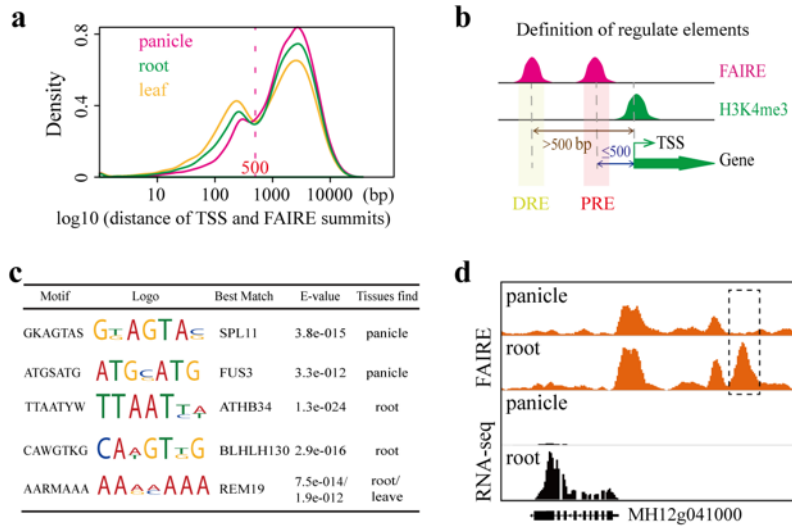 a
panicle
root
leaf
Density
0.8
0.4
0
500
10 100 1000 10000 (bp)
log10 (distance of TSS and FAIRE summits)
b
Definition of regulate elements
FAIRE
H3K4me3
>500 bp
≤500
TSS
Gene
DRE
PRE
c
Motif Logo Best Match E-value Tissues find
GKAGTAS SPL11 3.8e-015 panicle
ATGSATG FUS3 3.3e-012 panicle
TTAATYW ATHB34 1.3e-024 root
CAWGTKG BLHLH130 2.9e-016 root
AARMAAA REM19 7.5e-014/ 1.9e-012 root/ leave
d
FAIRE
panicle
root
RNA-seq
panicle
root
MH12g041000